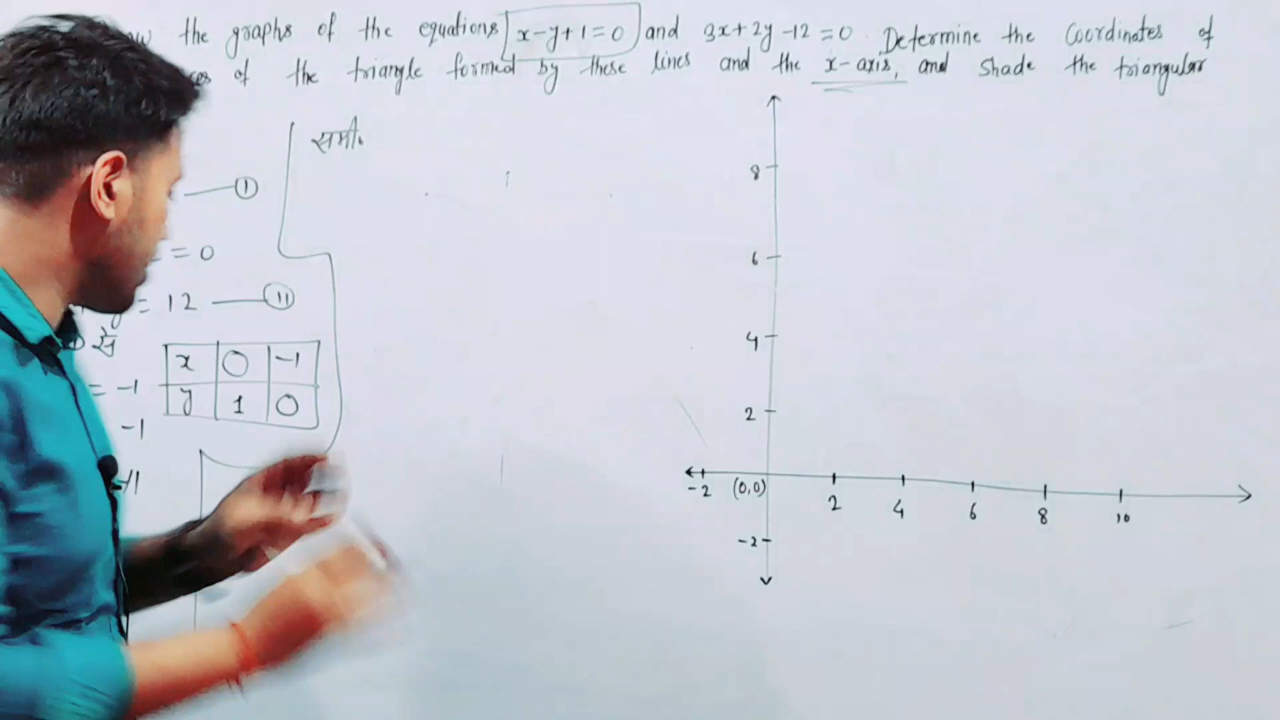 the graphs of the equations x-y+1=0 and 3x+2y-12=0. Determine the coordinates of
of the triangle formed by these lines and the x-axis, and shade the triangular
समी.
①
=0
=12 ⑪
से
x 0 -1
y 1 0
= -1
-1
8
6
4
2
-2 (0,0) 2 4 6 8 10
-2